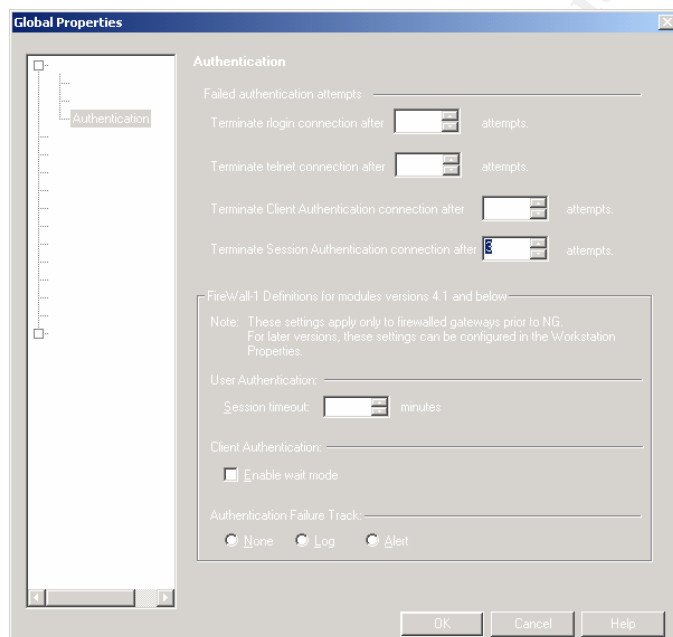 Global Properties
Authentication
Authentication
Failed authentication attempts
Terminate rlogin connection after attempts.
Terminate telnet connection after attempts.
Terminate Client Authentication connection after attempts.
Terminate Session Authentication connection after 3 attempts.
FireWall-1 Definitions for modules versions 4.1 and below
Note: These settings apply only to firewalled gateways prior to NG.
For later versions, these settings can be configured in the Workstation
Properties.
User Authentication:
Session timeout: minutes
Client Authentication:
Enable wait mode
Authentication Failure Track:
None Log Alert
OK Cancel Help